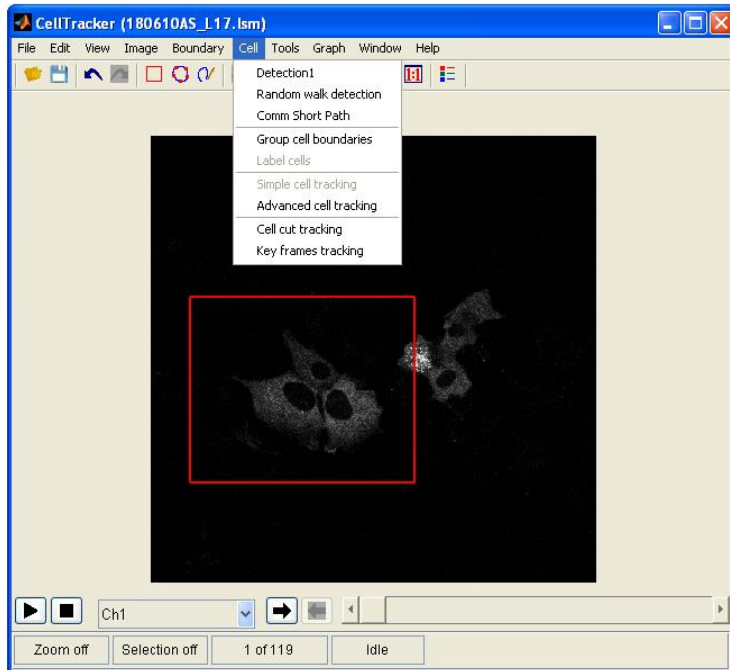 CellTracker (180610AS_L17.lsm)
File Edit View Image Boundary Cell Tools Graph Window Help
1:1
Detection1
Random walk detection
Comm Short Path
Group cell boundaries
Label cells
Simple cell tracking
Advanced cell tracking
Cell cut tracking
Key frames tracking
Ch1
Zoom off Selection off 1 of 119 Idle